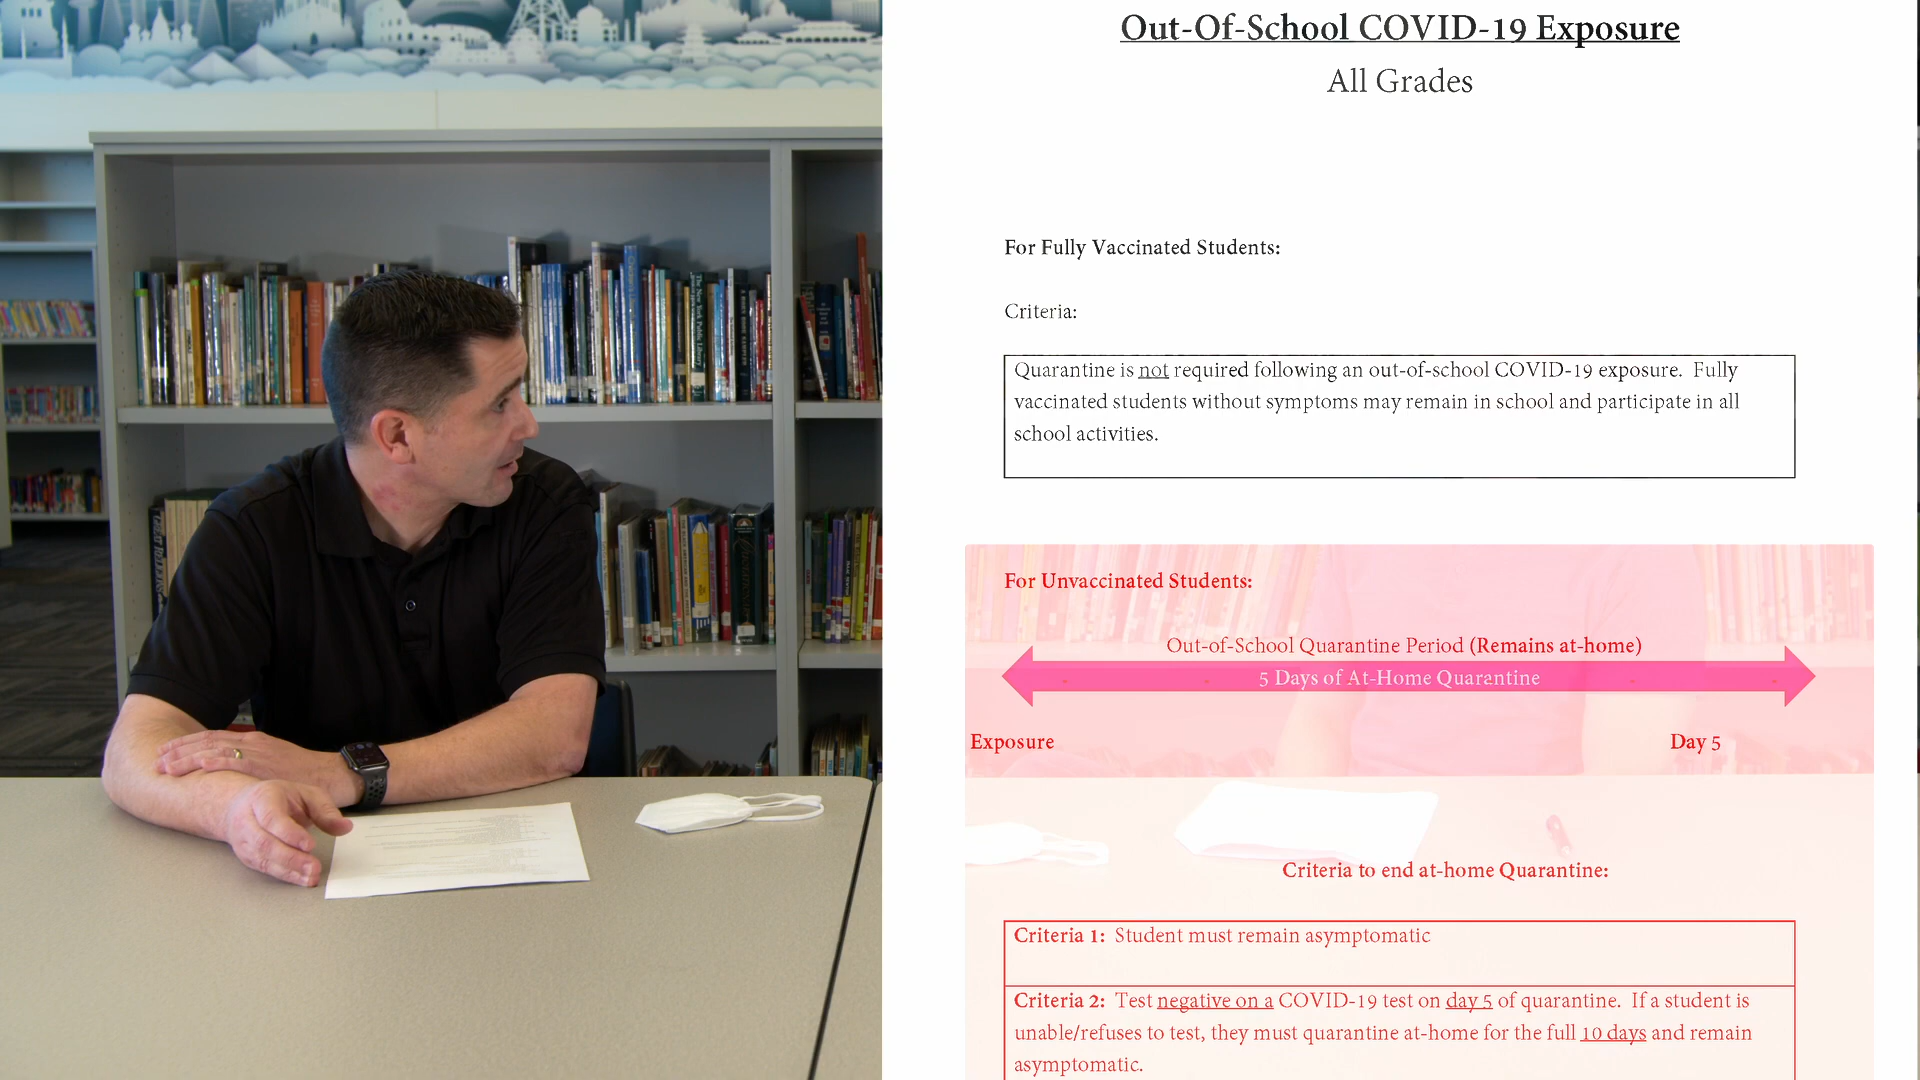 Out-Of-School COVID-19 Exposure
All Grades
For Fully Vaccinated Students:
Criteria:
Quarantine is not required following an out-of-school COVID-19 exposure. Fully
vaccinated students without symptoms may remain in school and participate in all
school activities.
For Unvaccinated Students:
Out-of-School Quarantine Period (Remains at-home)
5 Days of At-Home Quarantine
Exposure
Day 5
Criteria to end at-home Quarantine:
Criteria 1: Student must remain asymptomatic
Criteria 2: Test negative on a COVID-19 test on day 5 of quarantine. If a student is
unable/refuses to test, they must quarantine at-home for the full 10 days and remain
asymptomatic.